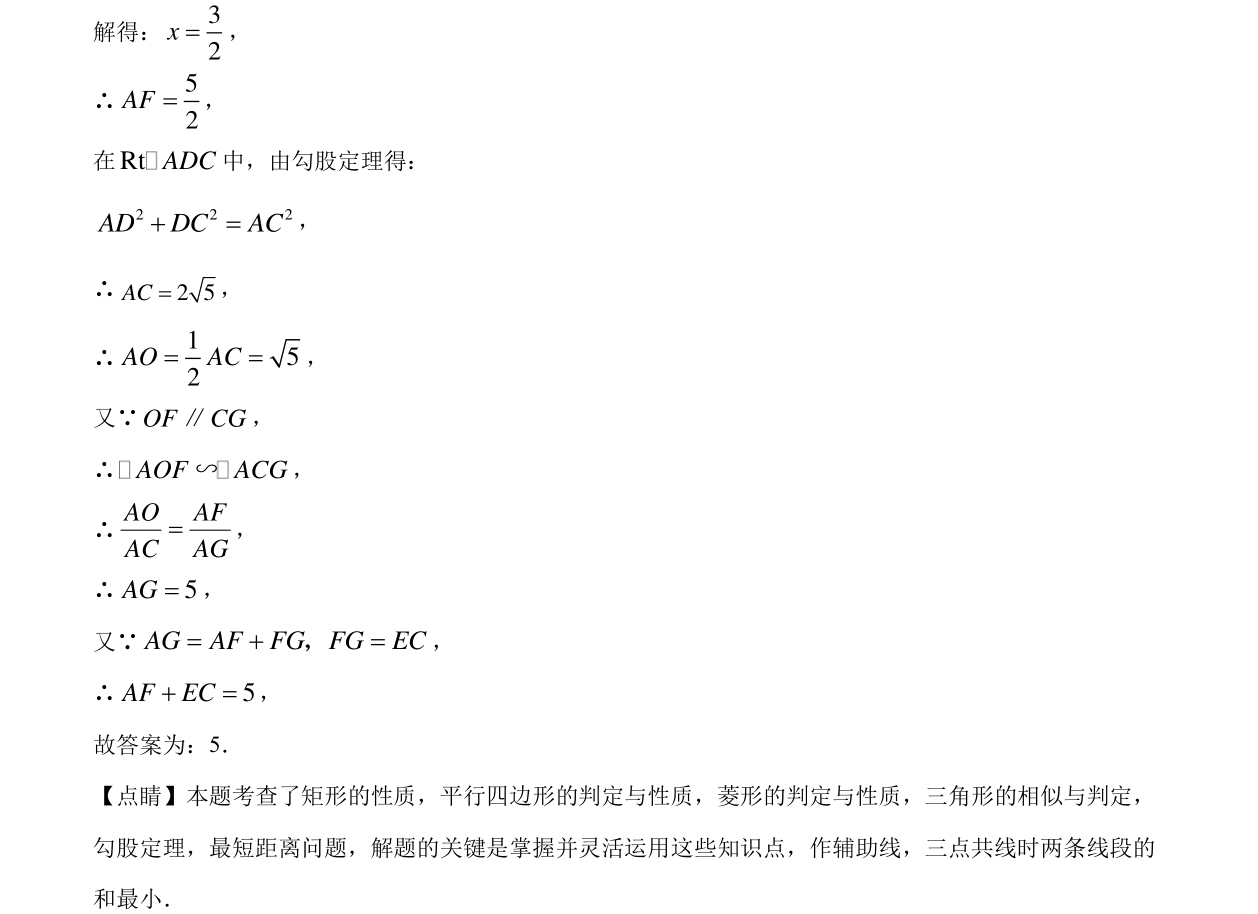 解得：x=3/2，
∴AF=5/2，
在Rt□ADC中，由勾股定理得：
AD²+DC²=AC²，
∴AC=2√5，
∴AO=1/2AC=√5，
又∵OF∥CG，
∴□AOF∽□ACG，
∴AO/AC=AF/AG，
∴AG=5，
又∵AG=AF+FG，FG=EC，
∴AF+EC=5，
故答案为：5．
【点睛】本题考查了矩形的性质，平行四边形的判定与性质，菱形的判定与性质，三角形的相似与判定，
勾股定理，最短距离问题，解题的关键是掌握并灵活运用这些知识点，作辅助线，三点共线时两条线段的
和最小．